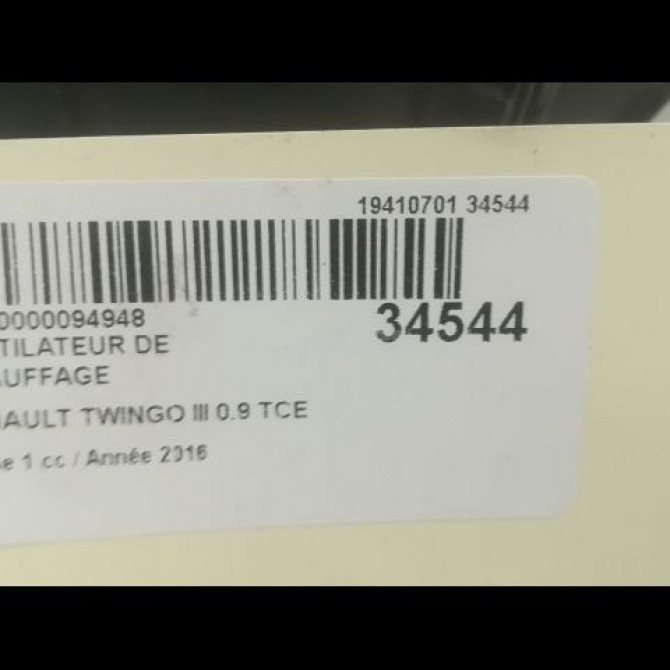 19410701 34544
0000094948
34544
TILATEUR DE
UFFAGE
AULT TWINGO III 0.9 TCE
e 1 cc / Année 2016